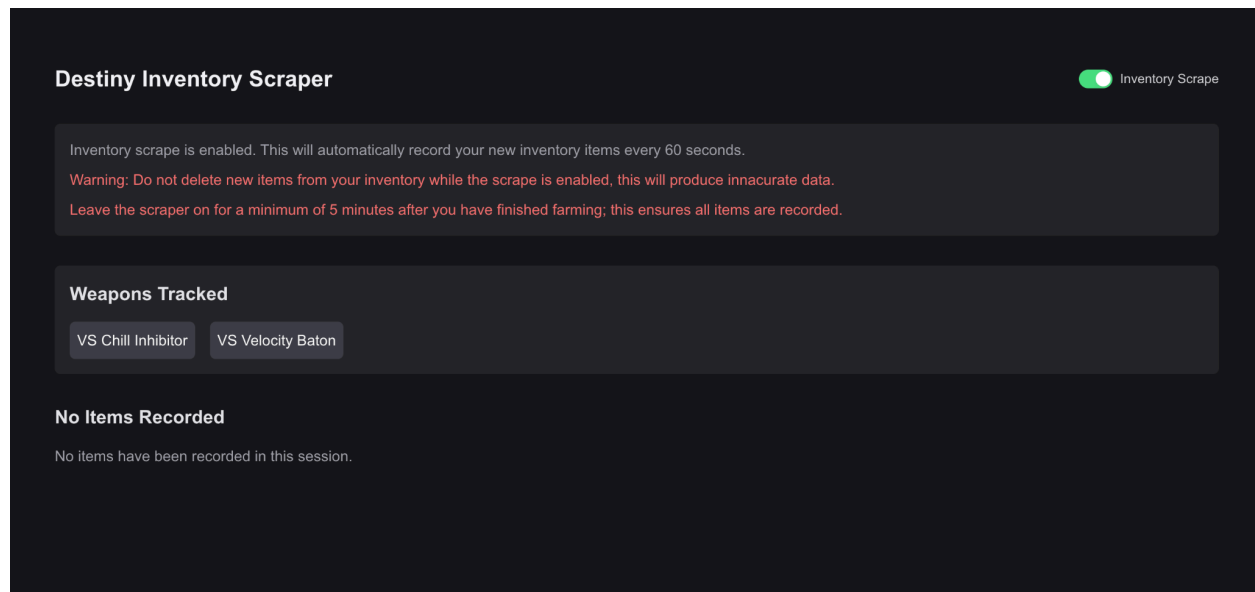 Destiny Inventory Scraper
Inventory Scrape
Inventory scrape is enabled. This will automatically record your new inventory items every 60 seconds.
Warning: Do not delete new items from your inventory while the scrape is enabled, this will produce innacurate data.
Leave the scraper on for a minimum of 5 minutes after you have finished farming; this ensures all items are recorded.
Weapons Tracked
VS Chill Inhibitor
VS Velocity Baton
No Items Recorded
No items have been recorded in this session.